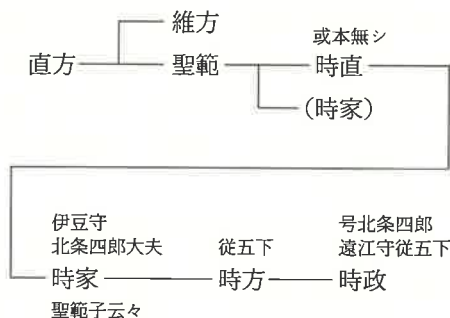 維方
或本無シ
直方 聖範 時直
(時家)
伊豆守 号北条四郎
北条四郎大夫 従五下 遠江守従五下
時家 時方 時政
聖範子云々